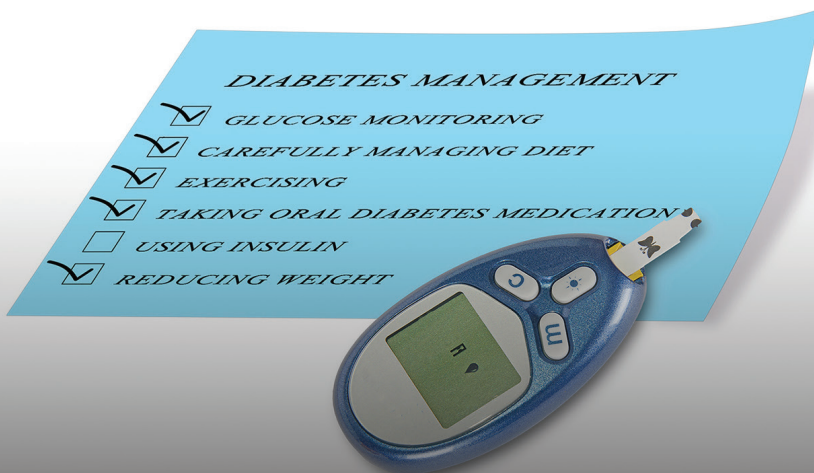 DIABETES MANAGEMENT
GLUCOSE MONITORING
CAREFULLY MANAGING DIET
EXERCISING
TAKING ORAL DIABETES MEDICATION
USING INSULIN
REDUCING WEIGHT
m